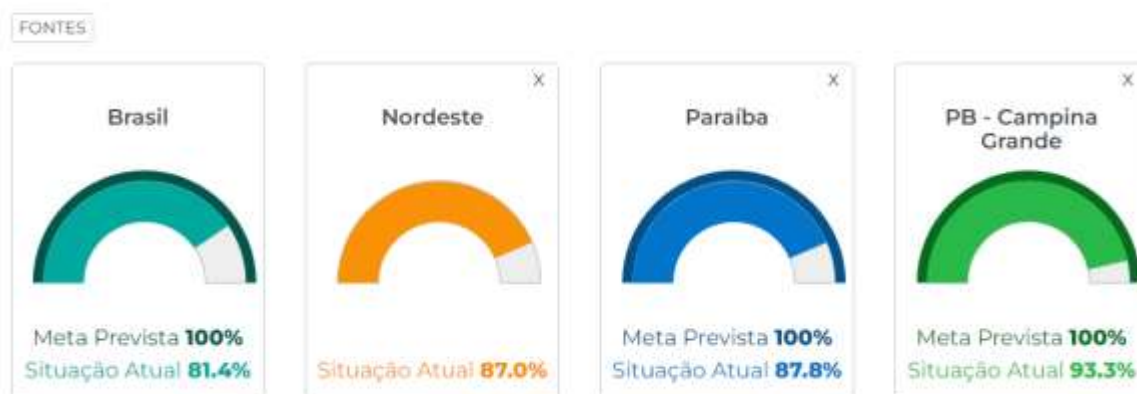 FONTES
Brasil
Meta Prevista 100%
Situação Atual 81.4%
X
Nordeste
Situação Atual 87.0%
X
Paraíba
Meta Prevista 100%
Situação Atual 87.8%
X
PB - Campina
Grande
Meta Prevista 100%
Situação Atual 93.3%